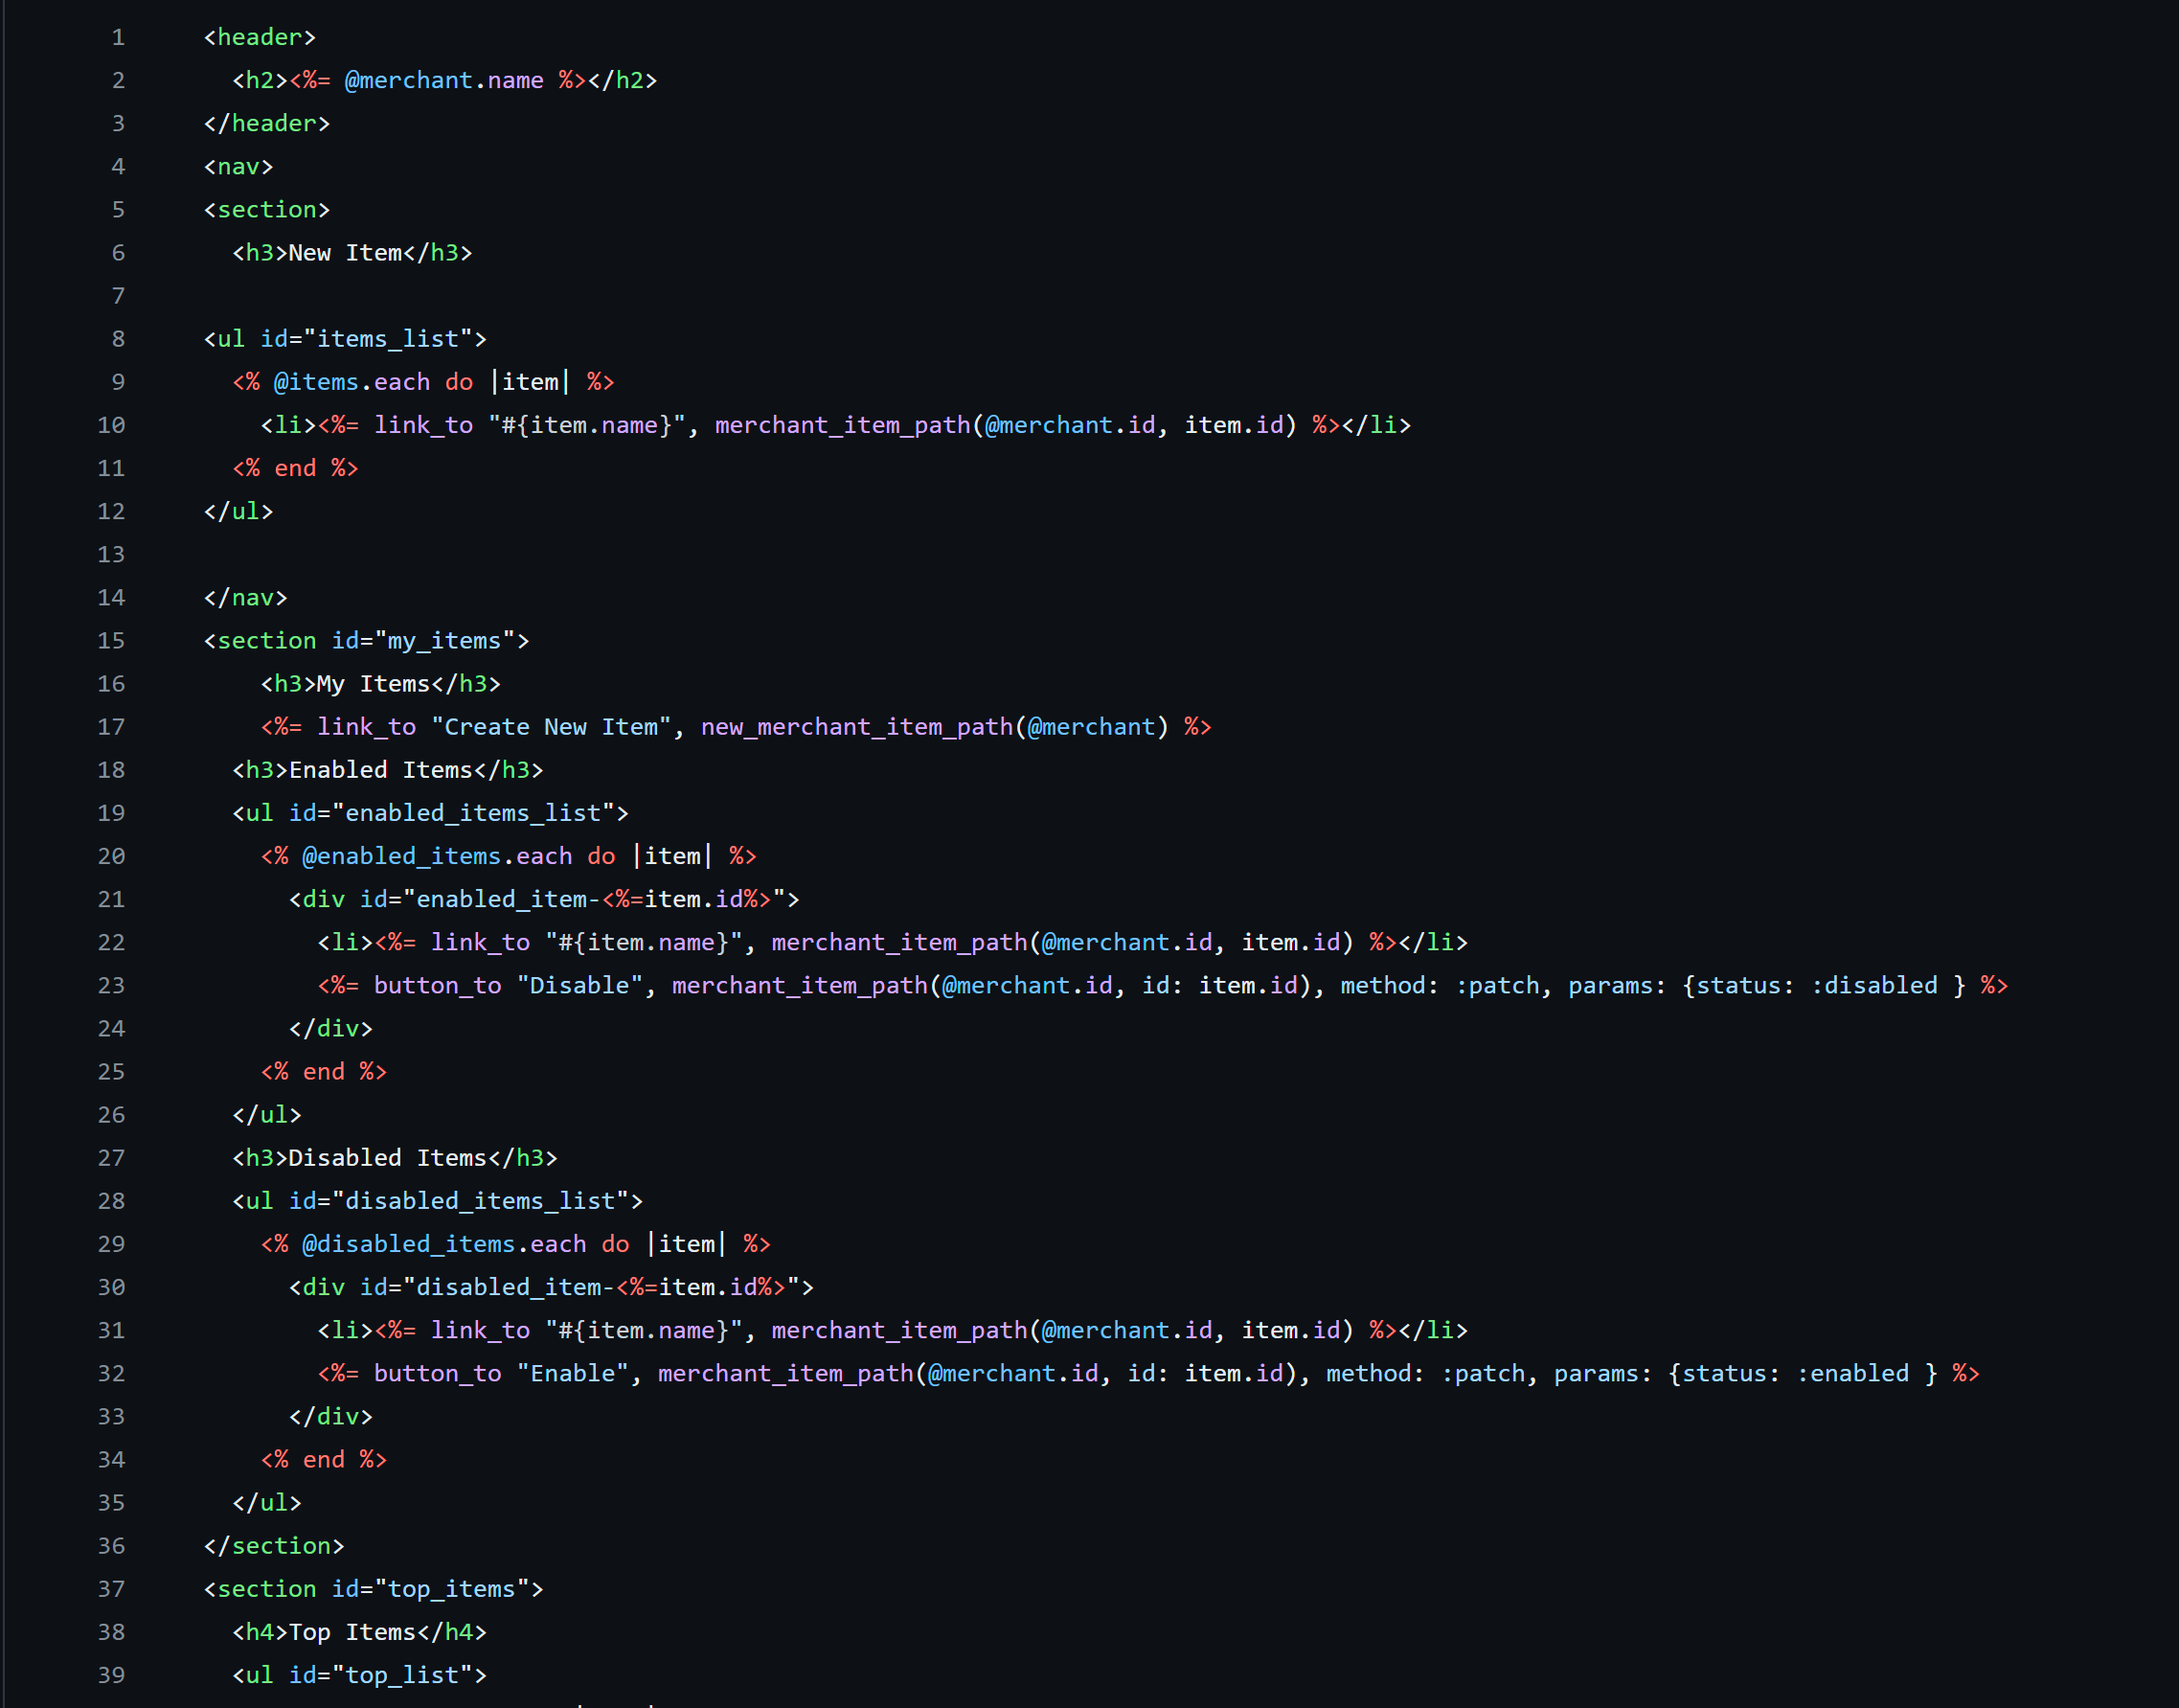 1 <header>
2   <h2><%= @merchant.name %></h2>
3 </header>
4 <nav>
5 <section>
6   <h3>New Item</h3>
7
8 <ul id="items_list">
9   <% @items.each do |item| %>
10     <li><%= link_to "#{item.name}", merchant_item_path(@merchant.id, item.id) %></li>
11   <% end %>
12 </ul>
13
14 </nav>
15 <section id="my_items">
16     <h3>My Items</h3>
17     <%= link_to "Create New Item", new_merchant_item_path(@merchant) %>
18   <h3>Enabled Items</h3>
19   <ul id="enabled_items_list">
20     <% @enabled_items.each do |item| %>
21       <div id="enabled_item-<%=item.id%>">
22         <li><%= link_to "#{item.name}", merchant_item_path(@merchant.id, item.id) %></li>
23         <%= button_to "Disable", merchant_item_path(@merchant.id, id: item.id), method: :patch, params: {status: :disabled } %>
24       </div>
25     <% end %>
26   </ul>
27   <h3>Disabled Items</h3>
28   <ul id="disabled_items_list">
29     <% @disabled_items.each do |item| %>
30       <div id="disabled_item-<%=item.id%>">
31         <li><%= link_to "#{item.name}", merchant_item_path(@merchant.id, item.id) %></li>
32         <%= button_to "Enable", merchant_item_path(@merchant.id, id: item.id), method: :patch, params: {status: :enabled } %>
33       </div>
34     <% end %>
35   </ul>
36 </section>
37 <section id="top_items">
38   <h4>Top Items</h4>
39   <ul id="top_list">